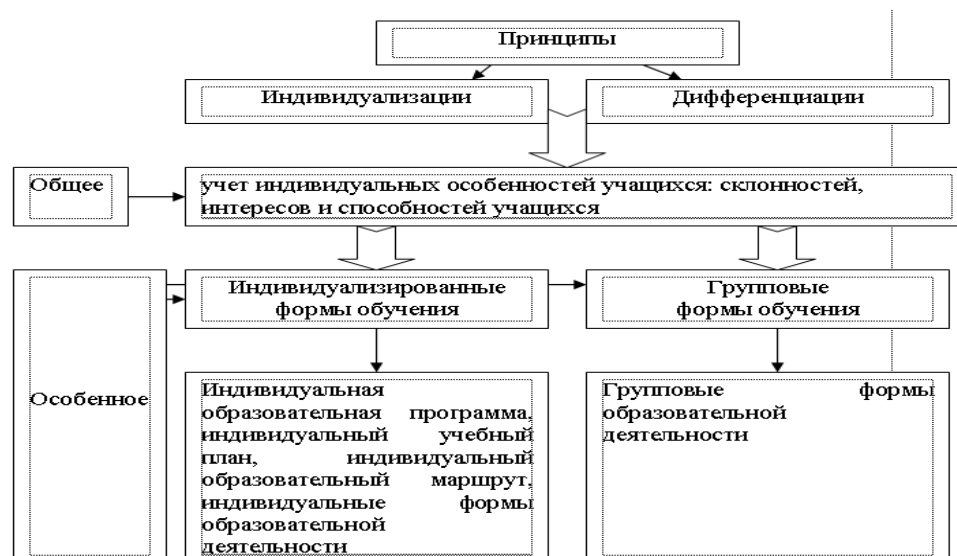 Принципы
Индивидуализации
Дифференциации
Общее
учет индивидуальных особенностей учащихся: склонностей,
интересов и способностей учащихся
Индивидуализированные
формы обучения
Групповые
формы обучения
Особенное
Индивидуальная
образовательная программа,
индивидуальный учебный
план, индивидуальный
образовательный маршрут,
индивидуальные формы
образовательной
деятельности
Групповые формы
образовательной
деятельности